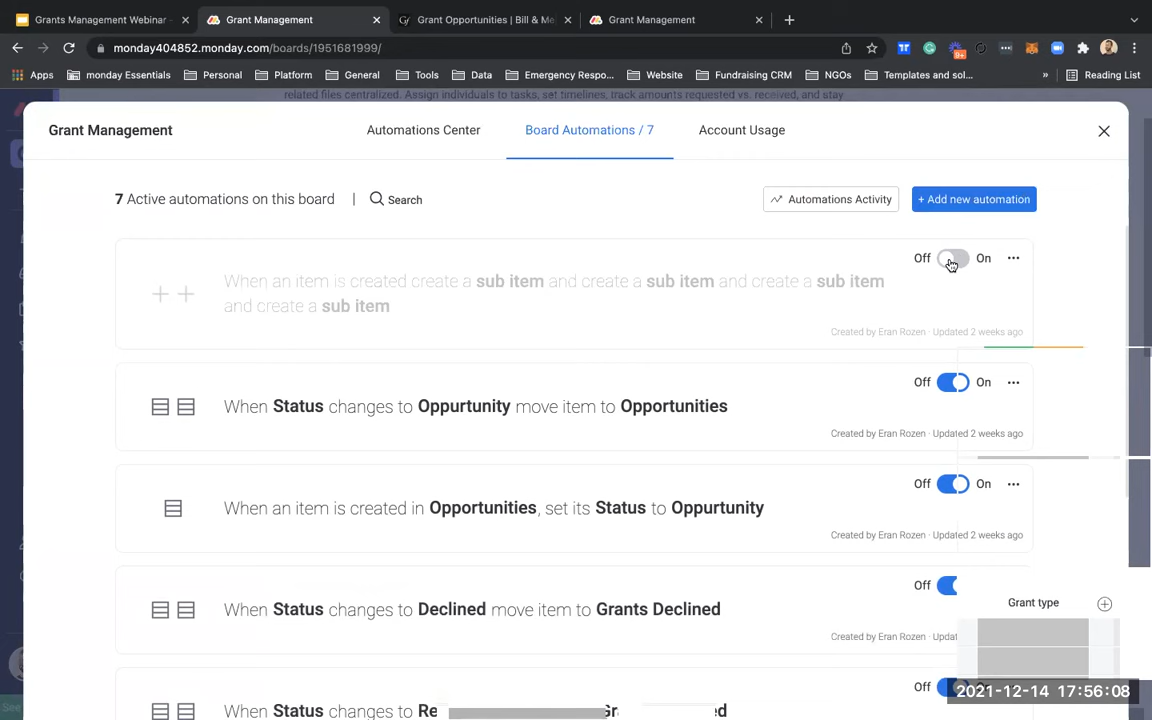 Grants Management Webinar
Grant Management
Grant Opportunities | Bill & Me
Grant Management
monday404852.monday.com/boards/1951681999/
Apps
monday Essentials
Personal
Platform
General
Tools
Data
Emergency Respo...
Website
Fundraising CRM
NGOs
Templates and sol...
»
Reading List
related files centralized. Assign individuals to tasks, set timelines, track amounts requested vs. received, and stay
Grant Management
Automations Center
Board Automations / 7
Account Usage
7 Active automations on this board
Search
Automations Activity
+ Add new automation
Off On
When an item is created create a sub item and create a sub item and create a sub item
and create a sub item
Created by Eran Rozen · Updated 2 weeks ago
Off On
When Status changes to Oppurtunity move item to Opportunities
Created by Eran Rozen · Updated 2 weeks ago
Off On
When an item is created in Opportunities, set its Status to Oppurtunity
Created by Eran Rozen · Updated 2 weeks ago
Off
When Status changes to Declined move item to Grants Declined
Created by Eran Rozen · Upda
Grant type
Off
When Status changes to Re
2021-12-14 17:56:08
See